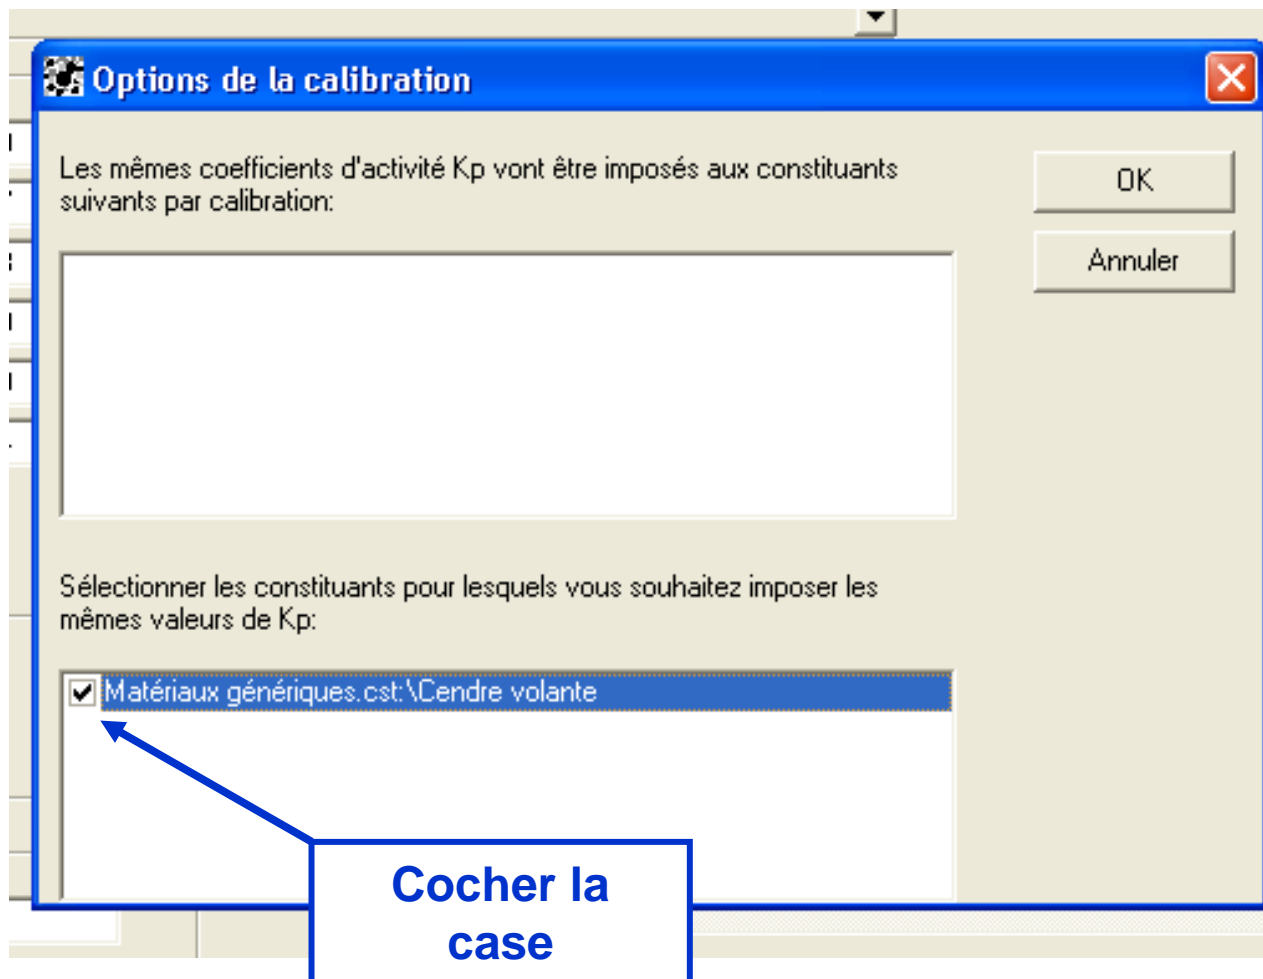 Options de la calibration
Les mêmes coefficients d'activité Kp vont être imposés aux constituants
suivants par calibration:
OK
Annuler
Sélectionner les constituants pour lesquels vous souhaitez imposer les
mêmes valeurs de Kp:
Matériaux génériques.cst:\Cendre volante
Cocher la
case